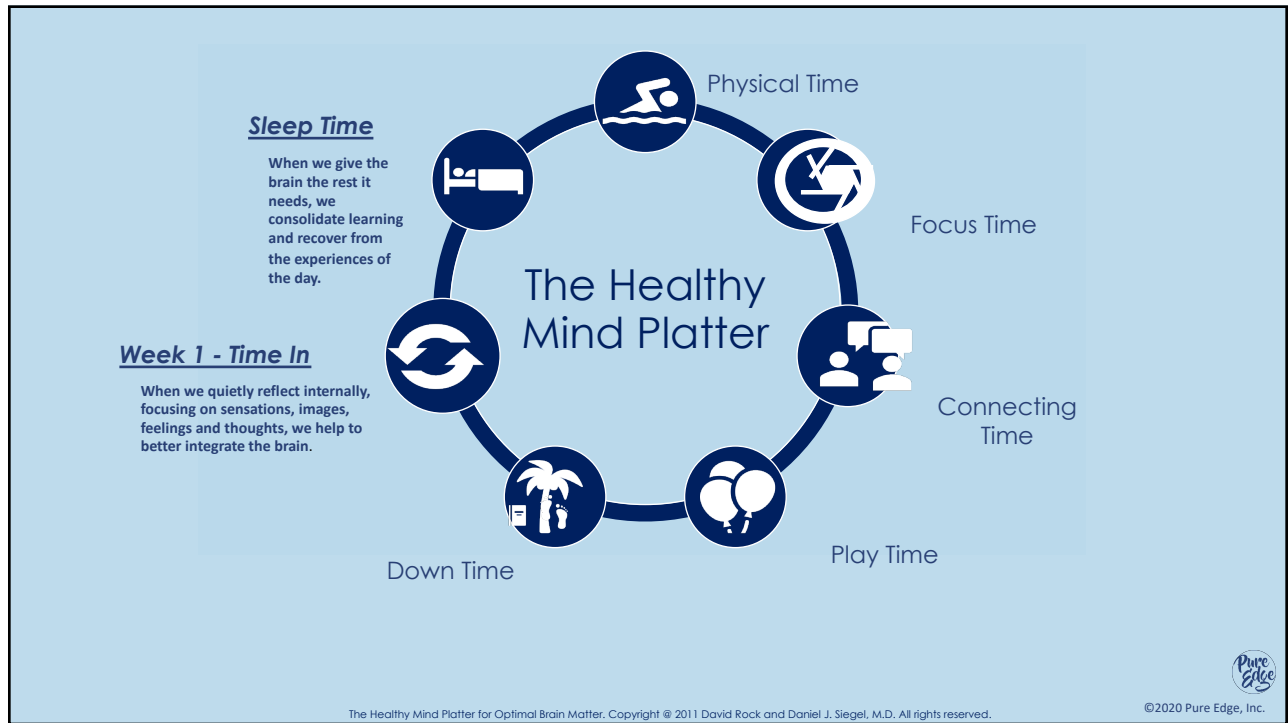 Physical Time
Sleep Time
When we give the
brain the rest it
needs, we
consolidate learning
and recover from
the experiences of
the day.
Focus Time
The Healthy
Mind Platter
Week 1 - Time In
When we quietly reflect internally,
focusing on sensations, images,
feelings and thoughts, we help to
better integrate the brain.
Connecting
Time
Play Time
Down Time
Pure
Edge
©2020 Pure Edge, Inc.
The Healthy Mind Platter for Optimal Brain Matter. Copyright @ 2011 David Rock and Daniel J. Siegel, M.D. All rights reserved.